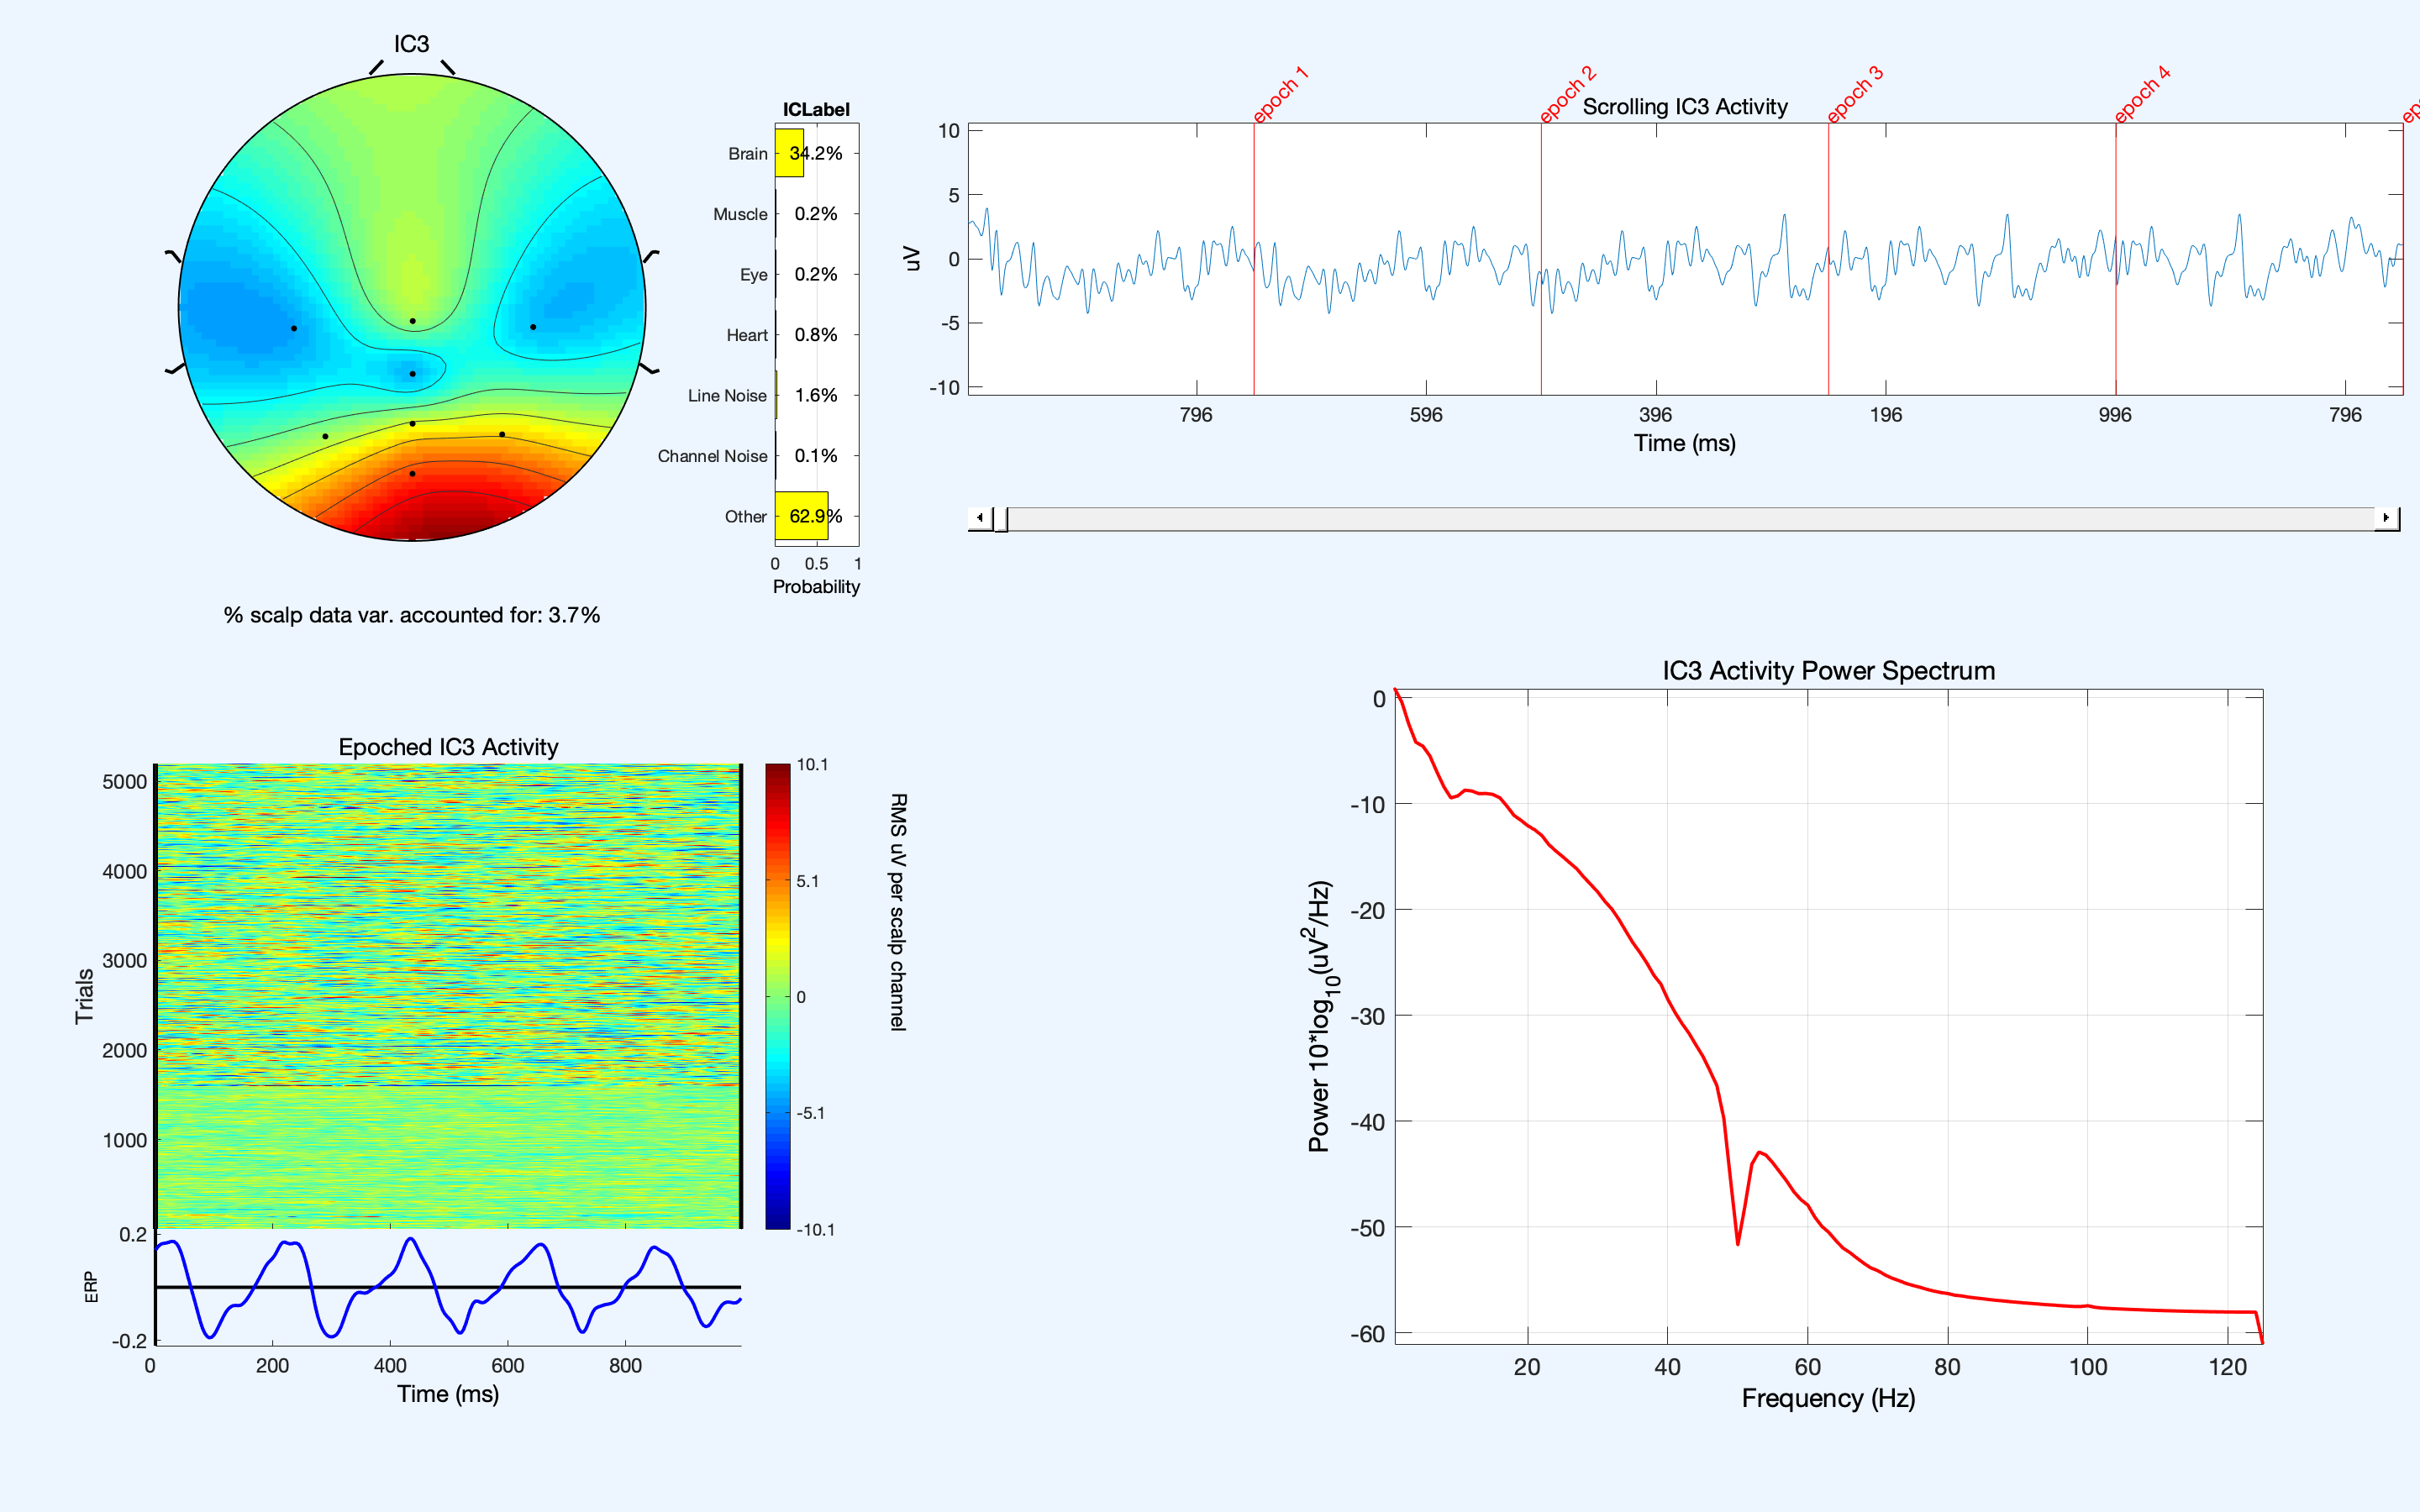 IC3
ICLabel
Brain 34.2%
Muscle 0.2%
Eye 0.2%
Heart 0.8%
Line Noise 1.6%
Channel Noise 0.1%
Other 62.9%
0 0.5 1
Probability
% scalp data var. accounted for: 3.7%
epoch 1
epoch 2
epoch 3
epoch 4
Scrolling IC3 Activity
10
5
0
-5
-10
uV
796 596 396 196 996 796
Time (ms)
Epoched IC3 Activity
5000
4000
3000
2000
1000
Trials
10.1
5.1
0
-5.1
-10.1
RMS uV per scalp channel
0.2
-0.2
ERP
0 200 400 600 800
Time (ms)
IC3 Activity Power Spectrum
0
-10
-20
-30
-40
-50
-60
Power 10*log10(uV2/Hz)
20 40 60 80 100 120
Frequency (Hz)